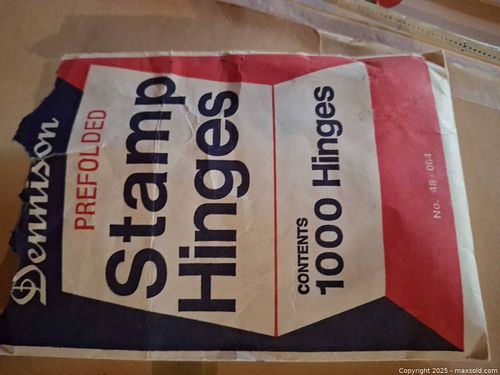 Dennison
PREFOLDED
Stamp
Hinges
CONTENTS
1000 Hinges
No. 48-064
Copyright 2025 - maxsold.com